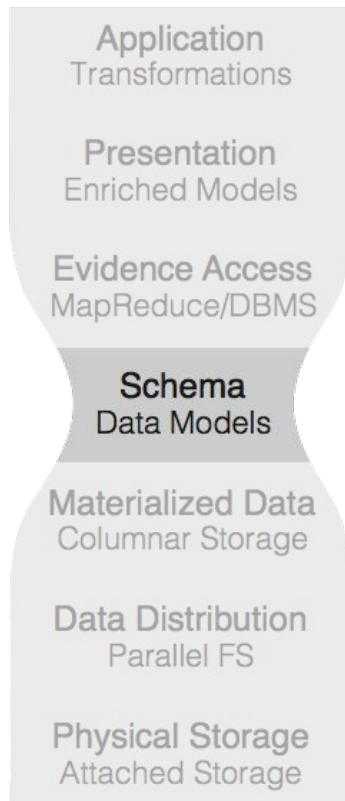 Application
Transformations
Presentation
Enriched Models
Evidence Access
MapReduce/DBMS
Schema
Data Models
Materialized Data
Columnar Storage
Data Distribution
Parallel FS
Physical Storage
Attached Storage